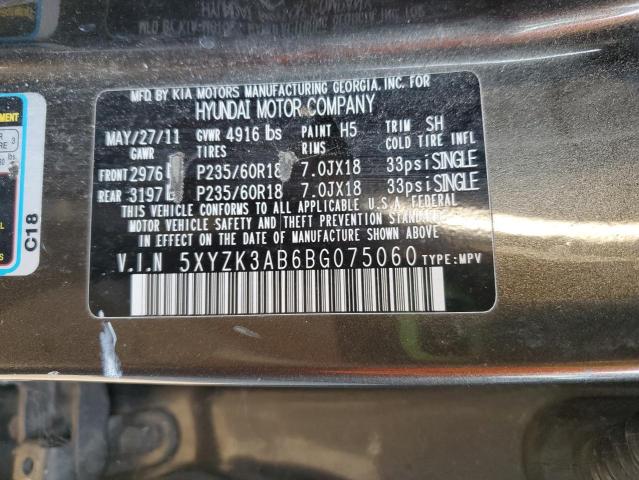 MFD. BY KIA MOTORS MANUFACTURING GEORGIA, INC. FOR
HYUNDAI MOTOR COMPANY
MAY/27/11 GVWR 4916 lbs PAINT H5 TRIM SH
GAWR TIRES RIMS COLD TIRE INFL
FRONT 2976 P235/60R18 7.0JX18 33psi SINGLE
REAR 3197 P235/60R18 7.0JX18 33psi SINGLE
THIS VEHICLE CONFORMS TO ALL APPLICABLE U.S.A. FEDERAL
MOTOR VEHICLE SAFETY AND THEFT PREVENTION STANDARDS
IN EFFECT ON THE DATE OF MANUFACTURE SHOWN ABOVE.
V.I.N 5XYZK3AB6BG075060 TYPE:MPV
C18